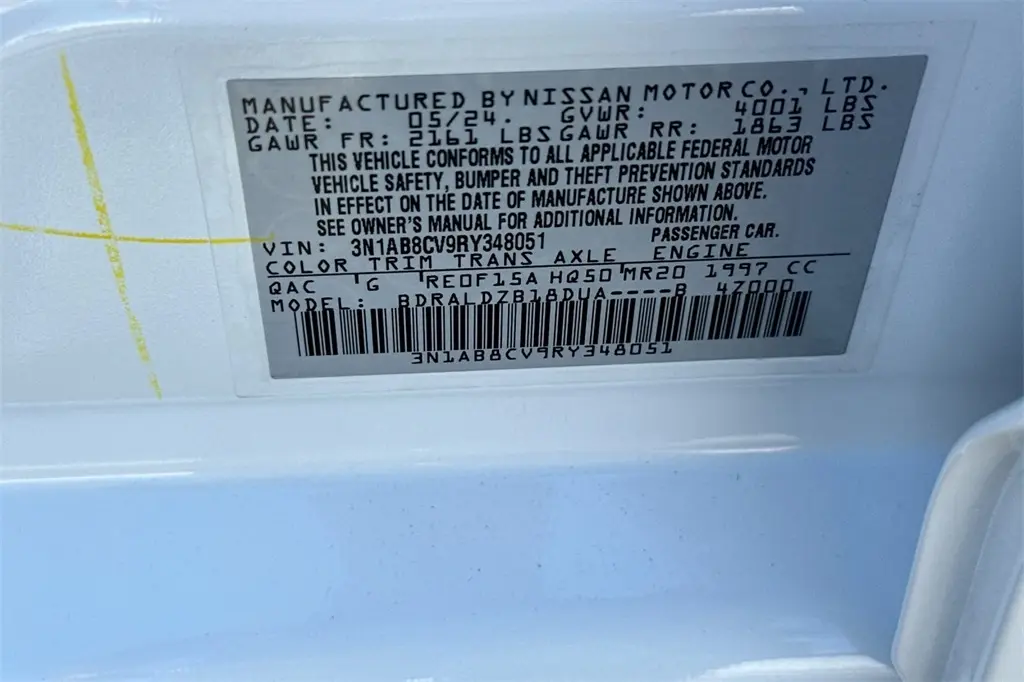 MANUFACTURED BY NISSAN MOTOR CO., LTD.
DATE: 05/24. GVWR: 4001 LBS
GAWR FR: 2161 LBS GAWR RR: 1863 LBS
THIS VEHICLE CONFORMS TO ALL APPLICABLE FEDERAL MOTOR
VEHICLE SAFETY, BUMPER AND THEFT PREVENTION STANDARDS
IN EFFECT ON THE DATE OF MANUFACTURE SHOWN ABOVE.
SEE OWNER'S MANUAL FOR ADDITIONAL INFORMATION.
VIN: 3N1AB8CV9RY348051 PASSENGER CAR.
COLOR TRIM TRANS AXLE ENGINE
QAC G RE0F15A HQ50 MR20 1997 CC
MODEL: BDRALDZB18DUA----B 47000
3N1AB8CV9RY348051